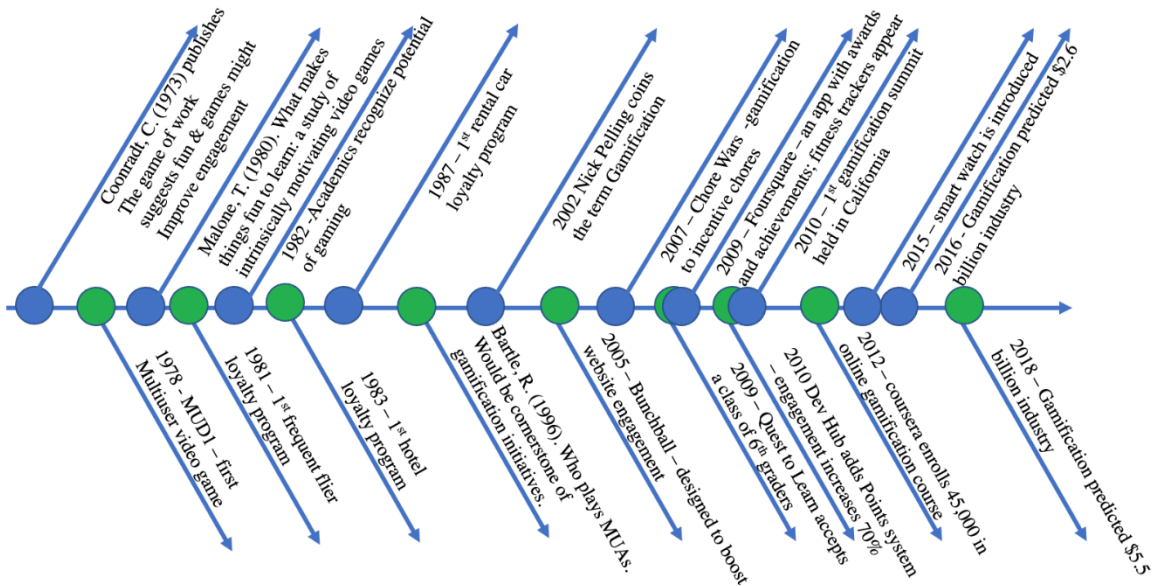 Coonradt, C. (1973) publishes
The game of work
suggests fun & games might
Improve engagement
Malone, T. (1980). What makes
things fun to learn: a study of
intrinsically motivating video games
1982 -Academics recognize potential
of gaming
1987 – 1st rental car
loyalty program
2002 Nick Pelling coins
the term Gamification
2007 – Chore Wars -gamification
to incentive chores
2009 – Foursquare – an app with awards
and achievements; fitness trackers appear
2010 – 1st gamification summit
held in California
2015 – smart watch is introduced
2016 - Gamification predicted $2.6
billion industry
1978 - MUD1 – first
Multiuser video game
1981 – 1st frequent flier
loyalty program
1983 – 1st hotel
loyalty program
Bartle, R. (1996). Who plays MUAs.
Would be cornerstone of
gamification initiatives.
2005 – Bunchball – designed to boost
website engagement
2009 – Quest to Learn accepts
a class of 6th graders
2010 Dev Hub adds Points system
– engagement increases 70%
2012 – coursera enrolls 45,000 in
online gamification course
2018 – Gamification predicted $5.5
billion industry